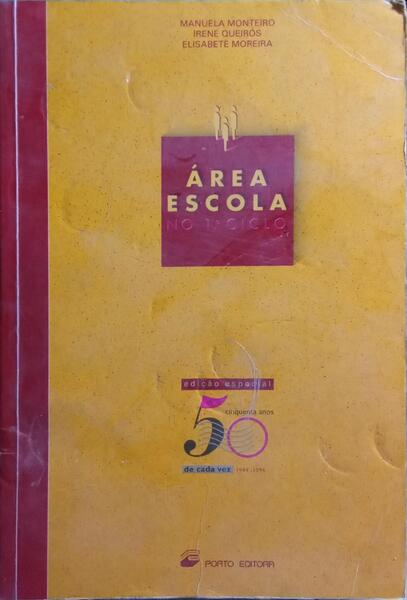 MANUELA MONTEIRO
IRENE QUEIRÓS
ELISABETE MOREIRA
ÁREA
ESCOLA
NO 1º CICLO
edição especial
cinquenta anos
50
de cada vez 1944-1994
PORTO EDITORA